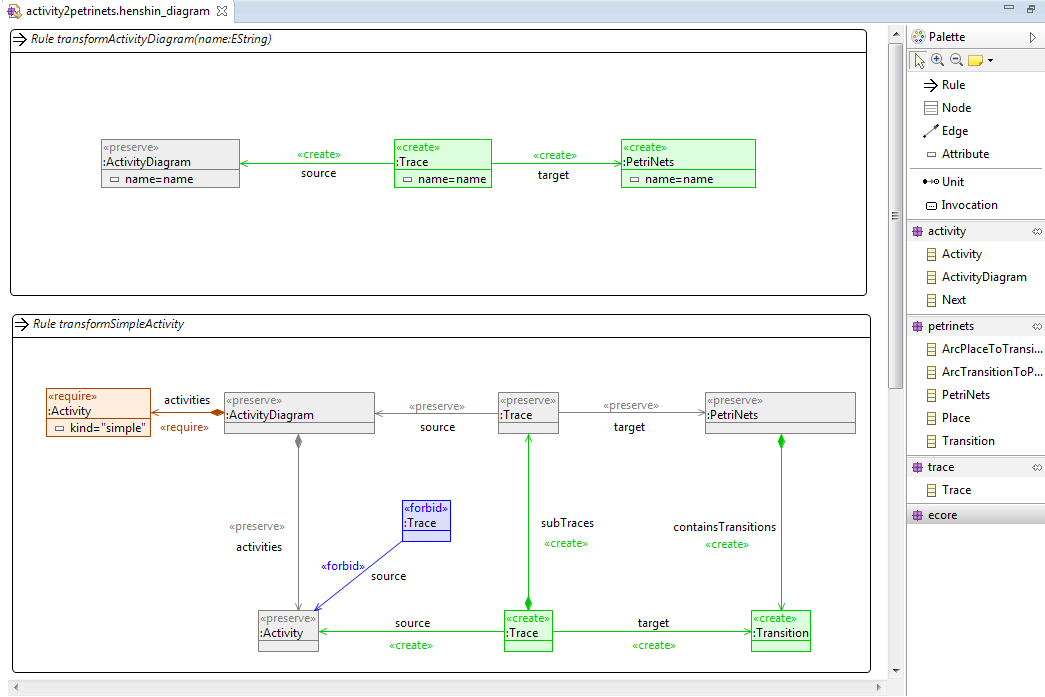 activity2petrinets.henshin_diagram
Rule transformActivityDiagram(name:EString)
«preserve»
:ActivityDiagram
name=name
«create»
source
«create»
:Trace
name=name
«create»
target
«create»
:PetriNets
name=name
Rule transformSimpleActivity
«require»
:Activity
kind="simple"
activities
«require»
«preserve»
:ActivityDiagram
«preserve»
source
«preserve»
:Trace
«preserve»
target
«preserve»
:PetriNets
«preserve»
activities
«forbid»
:Trace
«forbid»
source
subTraces
«create»
containsTransitions
«create»
«preserve»
:Activity
source
«create»
«create»
:Trace
target
«create»
«create»
:Transition
Palette
Rule
Node
Edge
Attribute
Unit
Invocation
activity
Activity
ActivityDiagram
Next
petrinets
ArcPlaceToTransi...
ArcTransitionToP...
PetriNets
Place
Transition
trace
Trace
ecore